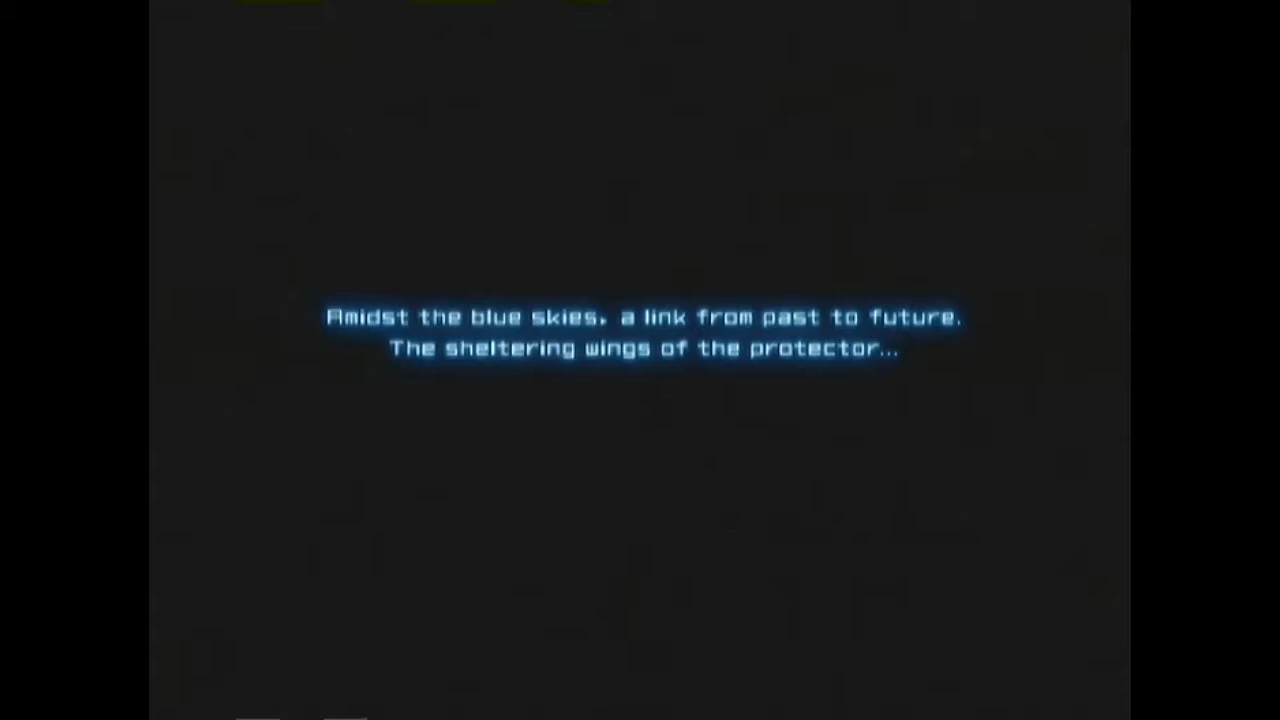 Amidst the blue skies, a link from past to future.
The sheltering wings of the protector...